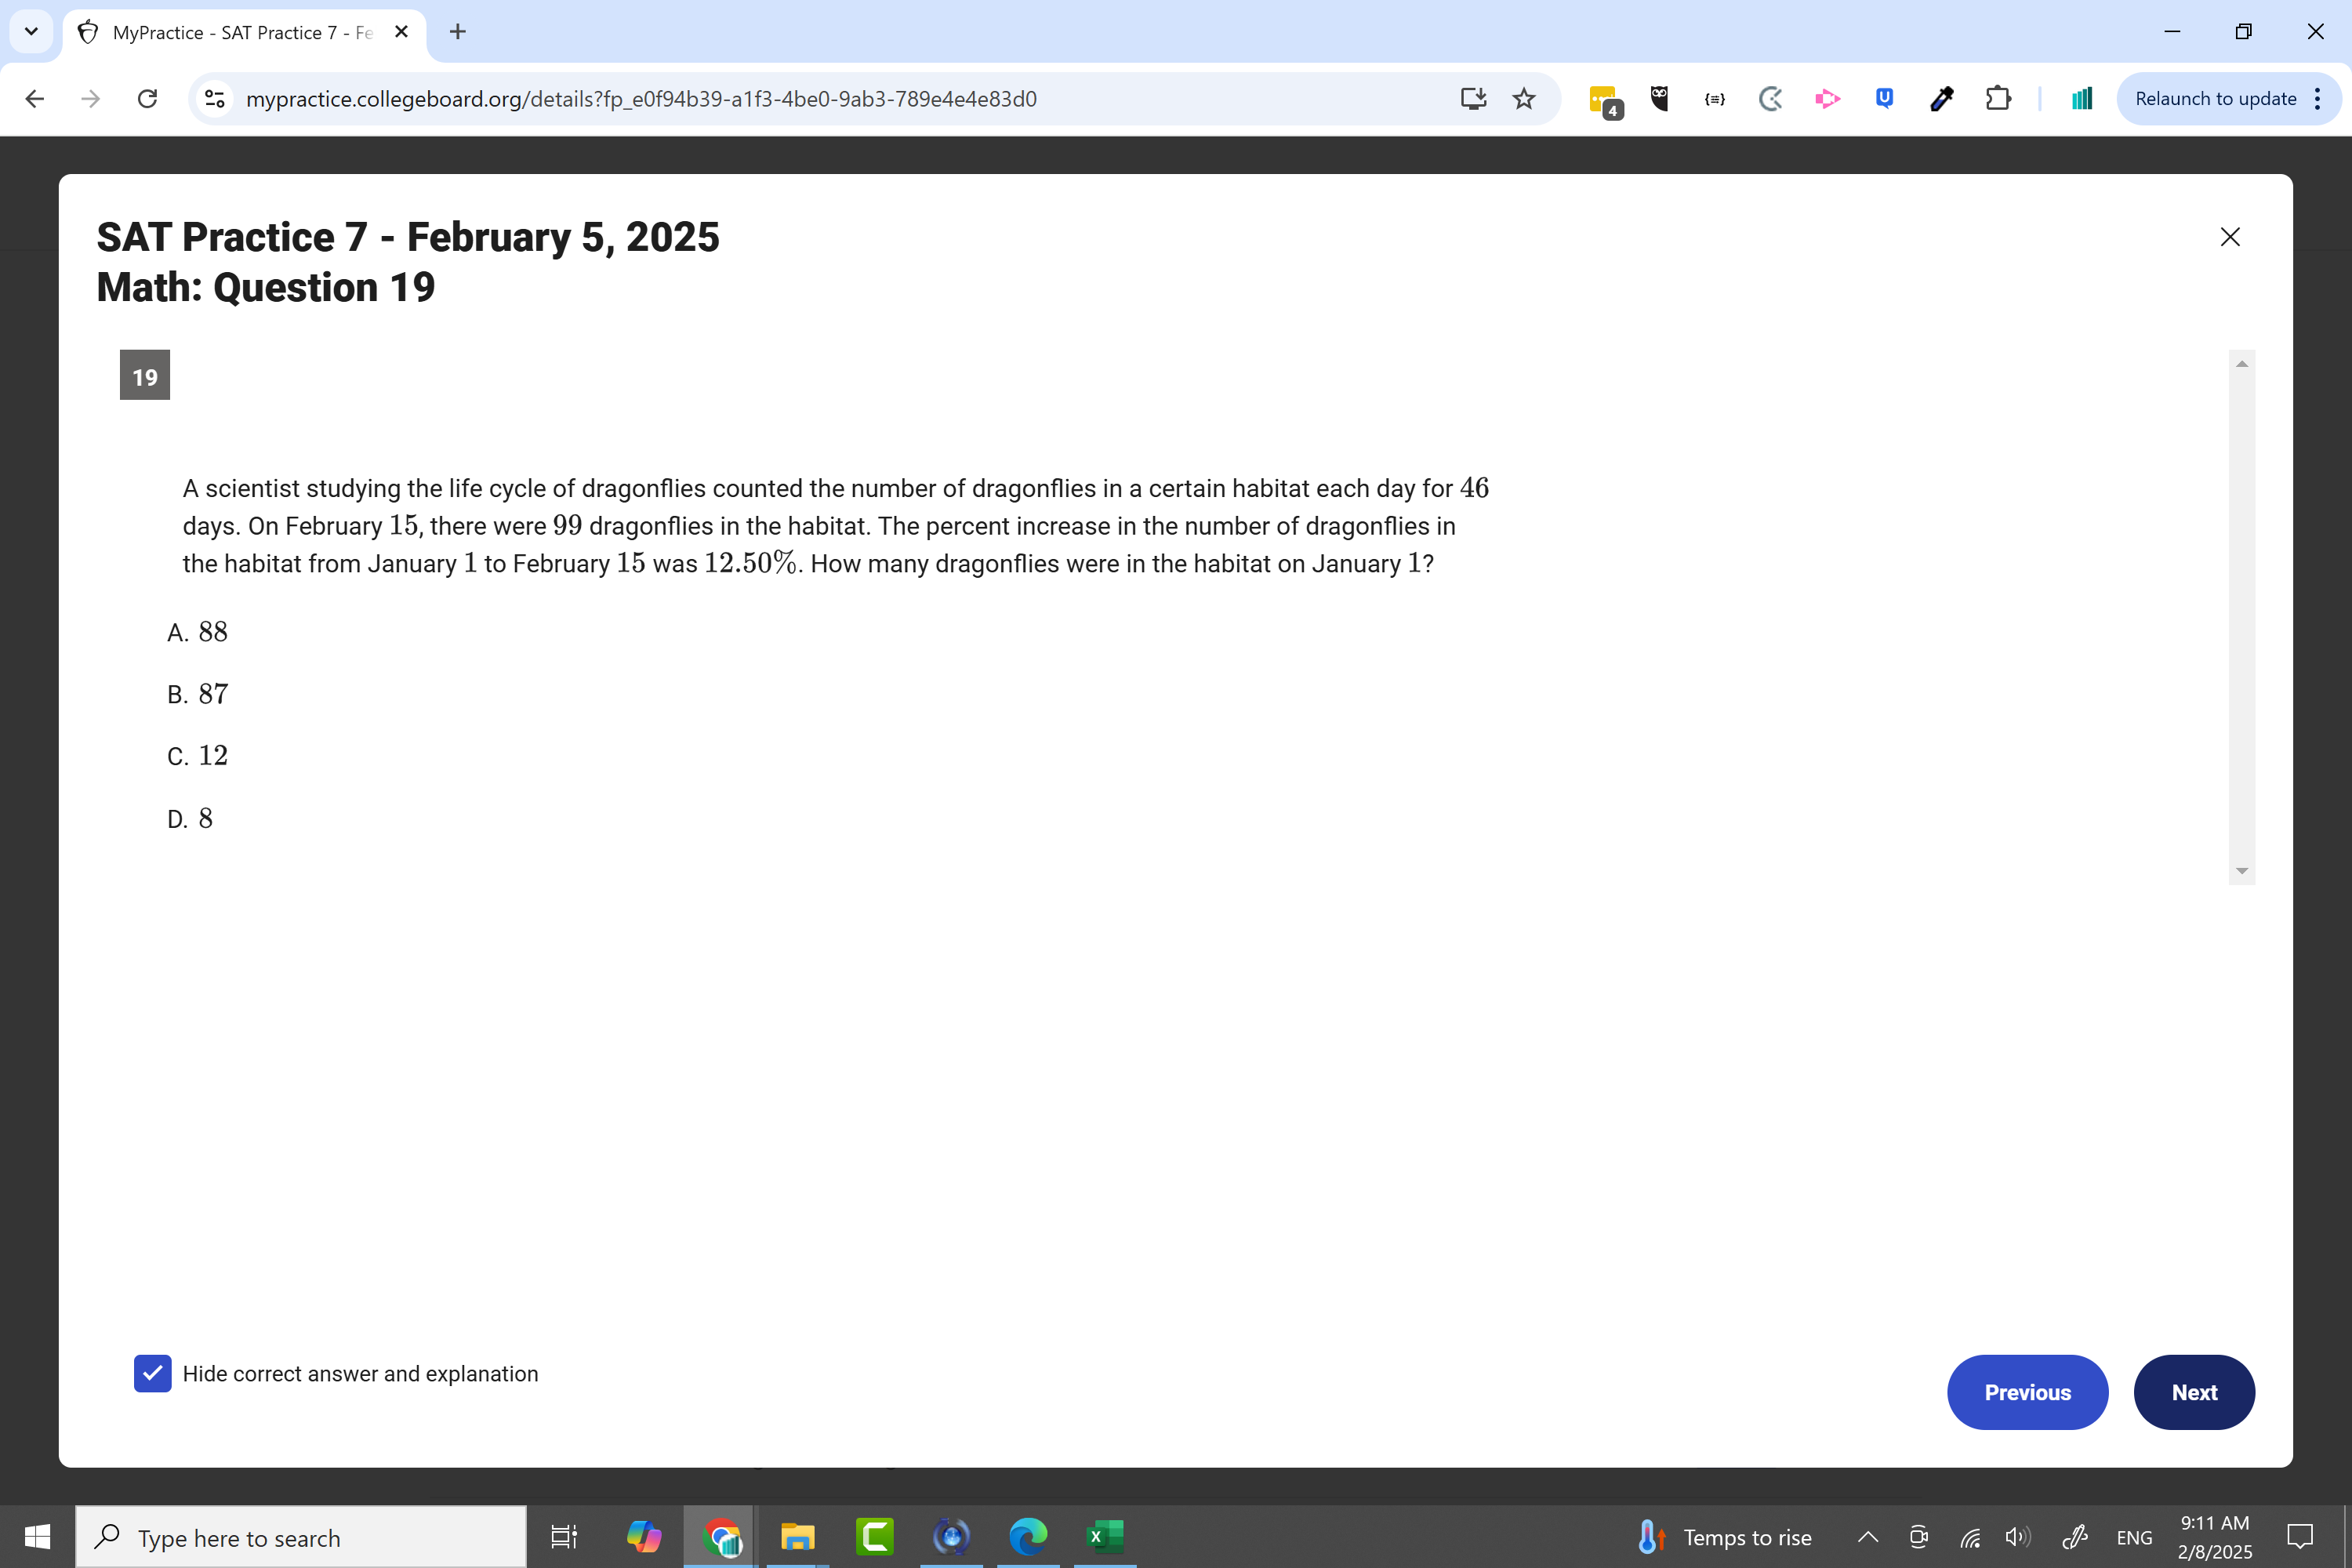 MyPractice - SAT Practice 7 - Fe
mypractice.collegeboard.org/details?fp_e0f94b39-a1f3-4be0-9ab3-789e4e4e83d0
4
Relaunch to update
SAT Practice 7 - February 5, 2025
Math: Question 19
19
A scientist studying the life cycle of dragonflies counted the number of dragonflies in a certain habitat each day for 46
days. On February 15, there were 99 dragonflies in the habitat. The percent increase in the number of dragonflies in
the habitat from January 1 to February 15 was 12.50%. How many dragonflies were in the habitat on January 1?
A. 88
B. 87
C. 12
D. 8
Hide correct answer and explanation
Previous
Next
Type here to search
Temps to rise
ENG
9:11 AM
2/8/2025